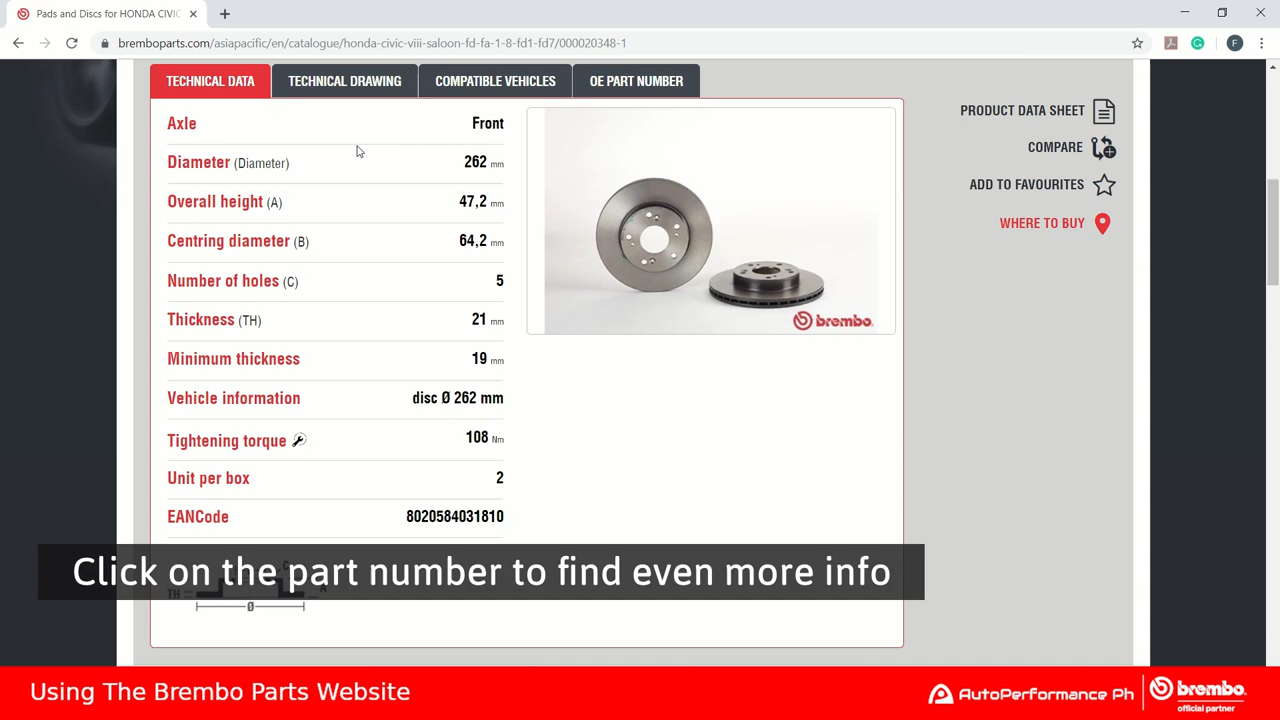 Pads and Discs for HONDA CIVIC
bremboparts.com/asiapacific/en/catalogue/honda-civic-viii-saloon-fd-fa-1-8-fd1-fd7/000020348-1
F
TECHNICAL DATA
TECHNICAL DRAWING
COMPATIBLE VEHICLES
OE PART NUMBER
Axle Front
Diameter (Diameter) 262 mm
Overall height (A) 47,2 mm
Centring diameter (B) 64,2 mm
Number of holes (C) 5
Thickness (TH) 21 mm
Minimum thickness 19 mm
Vehicle information disc Ø 262 mm
Tightening torque 108 Nm
Unit per box 2
EANCode 8020584031810
brembo
PRODUCT DATA SHEET
COMPARE
ADD TO FAVOURITES
WHERE TO BUY
Click on the part number to find even more info
TH
A
Ø
Using The Brembo Parts Website
AutoPerformance Ph
brembo
official partner